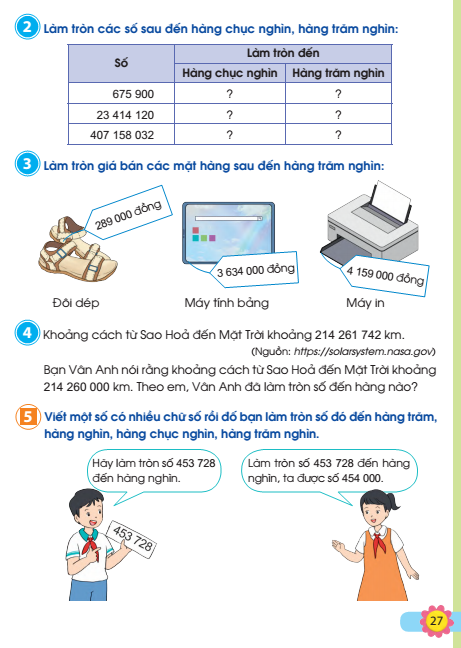 2 Làm tròn các số sau đến hàng chục nghìn, hàng trăm nghìn:
Số
Làm tròn đến
Hàng chục nghìn Hàng trăm nghìn
675 900 ? ?
23 414 120 ? ?
407 158 032 ? ?
3 Làm tròn giá bán các mặt hàng sau đến hàng trăm nghìn:
289 000 đồng
3 634 000 đồng
4 159 000 đồng
Đôi dép Máy tính bảng Máy in
4 Khoảng cách từ Sao Hoả đến Mặt Trời khoảng 214 261 742 km.
(Nguồn: https://solarsystem.nasa.gov)
Bạn Vân Anh nói rằng khoảng cách từ Sao Hoả đến Mặt Trời khoảng
214 260 000 km. Theo em, Vân Anh đã làm tròn số đến hàng nào?
5 Viết một số có nhiều chữ số rồi đố bạn làm tròn số đó đến hàng trăm,
hàng nghìn, hàng chục nghìn, hàng trăm nghìn.
Hãy làm tròn số 453 728
đến hàng nghìn.
Làm tròn số 453 728 đến hàng
nghìn, ta được số 454 000.
453 728
27